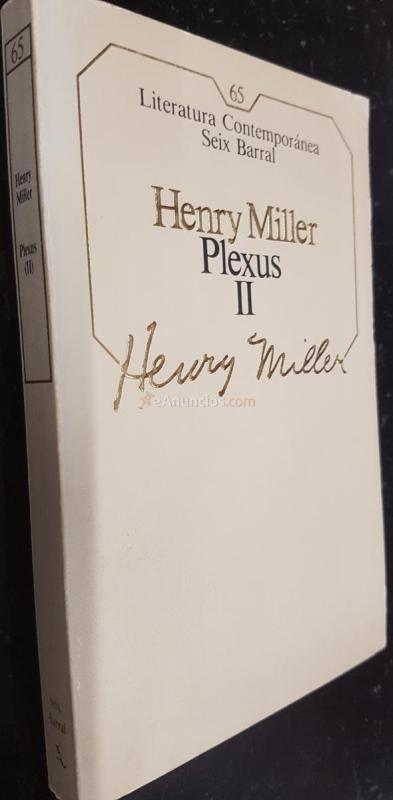 65
Henry
Miller
Plexus
(II)
Seix
Barral
65
Literatura Contemporánea
Seix Barral
Henry Miller
Plexus
II
Henry Miller
eAnuncios.com